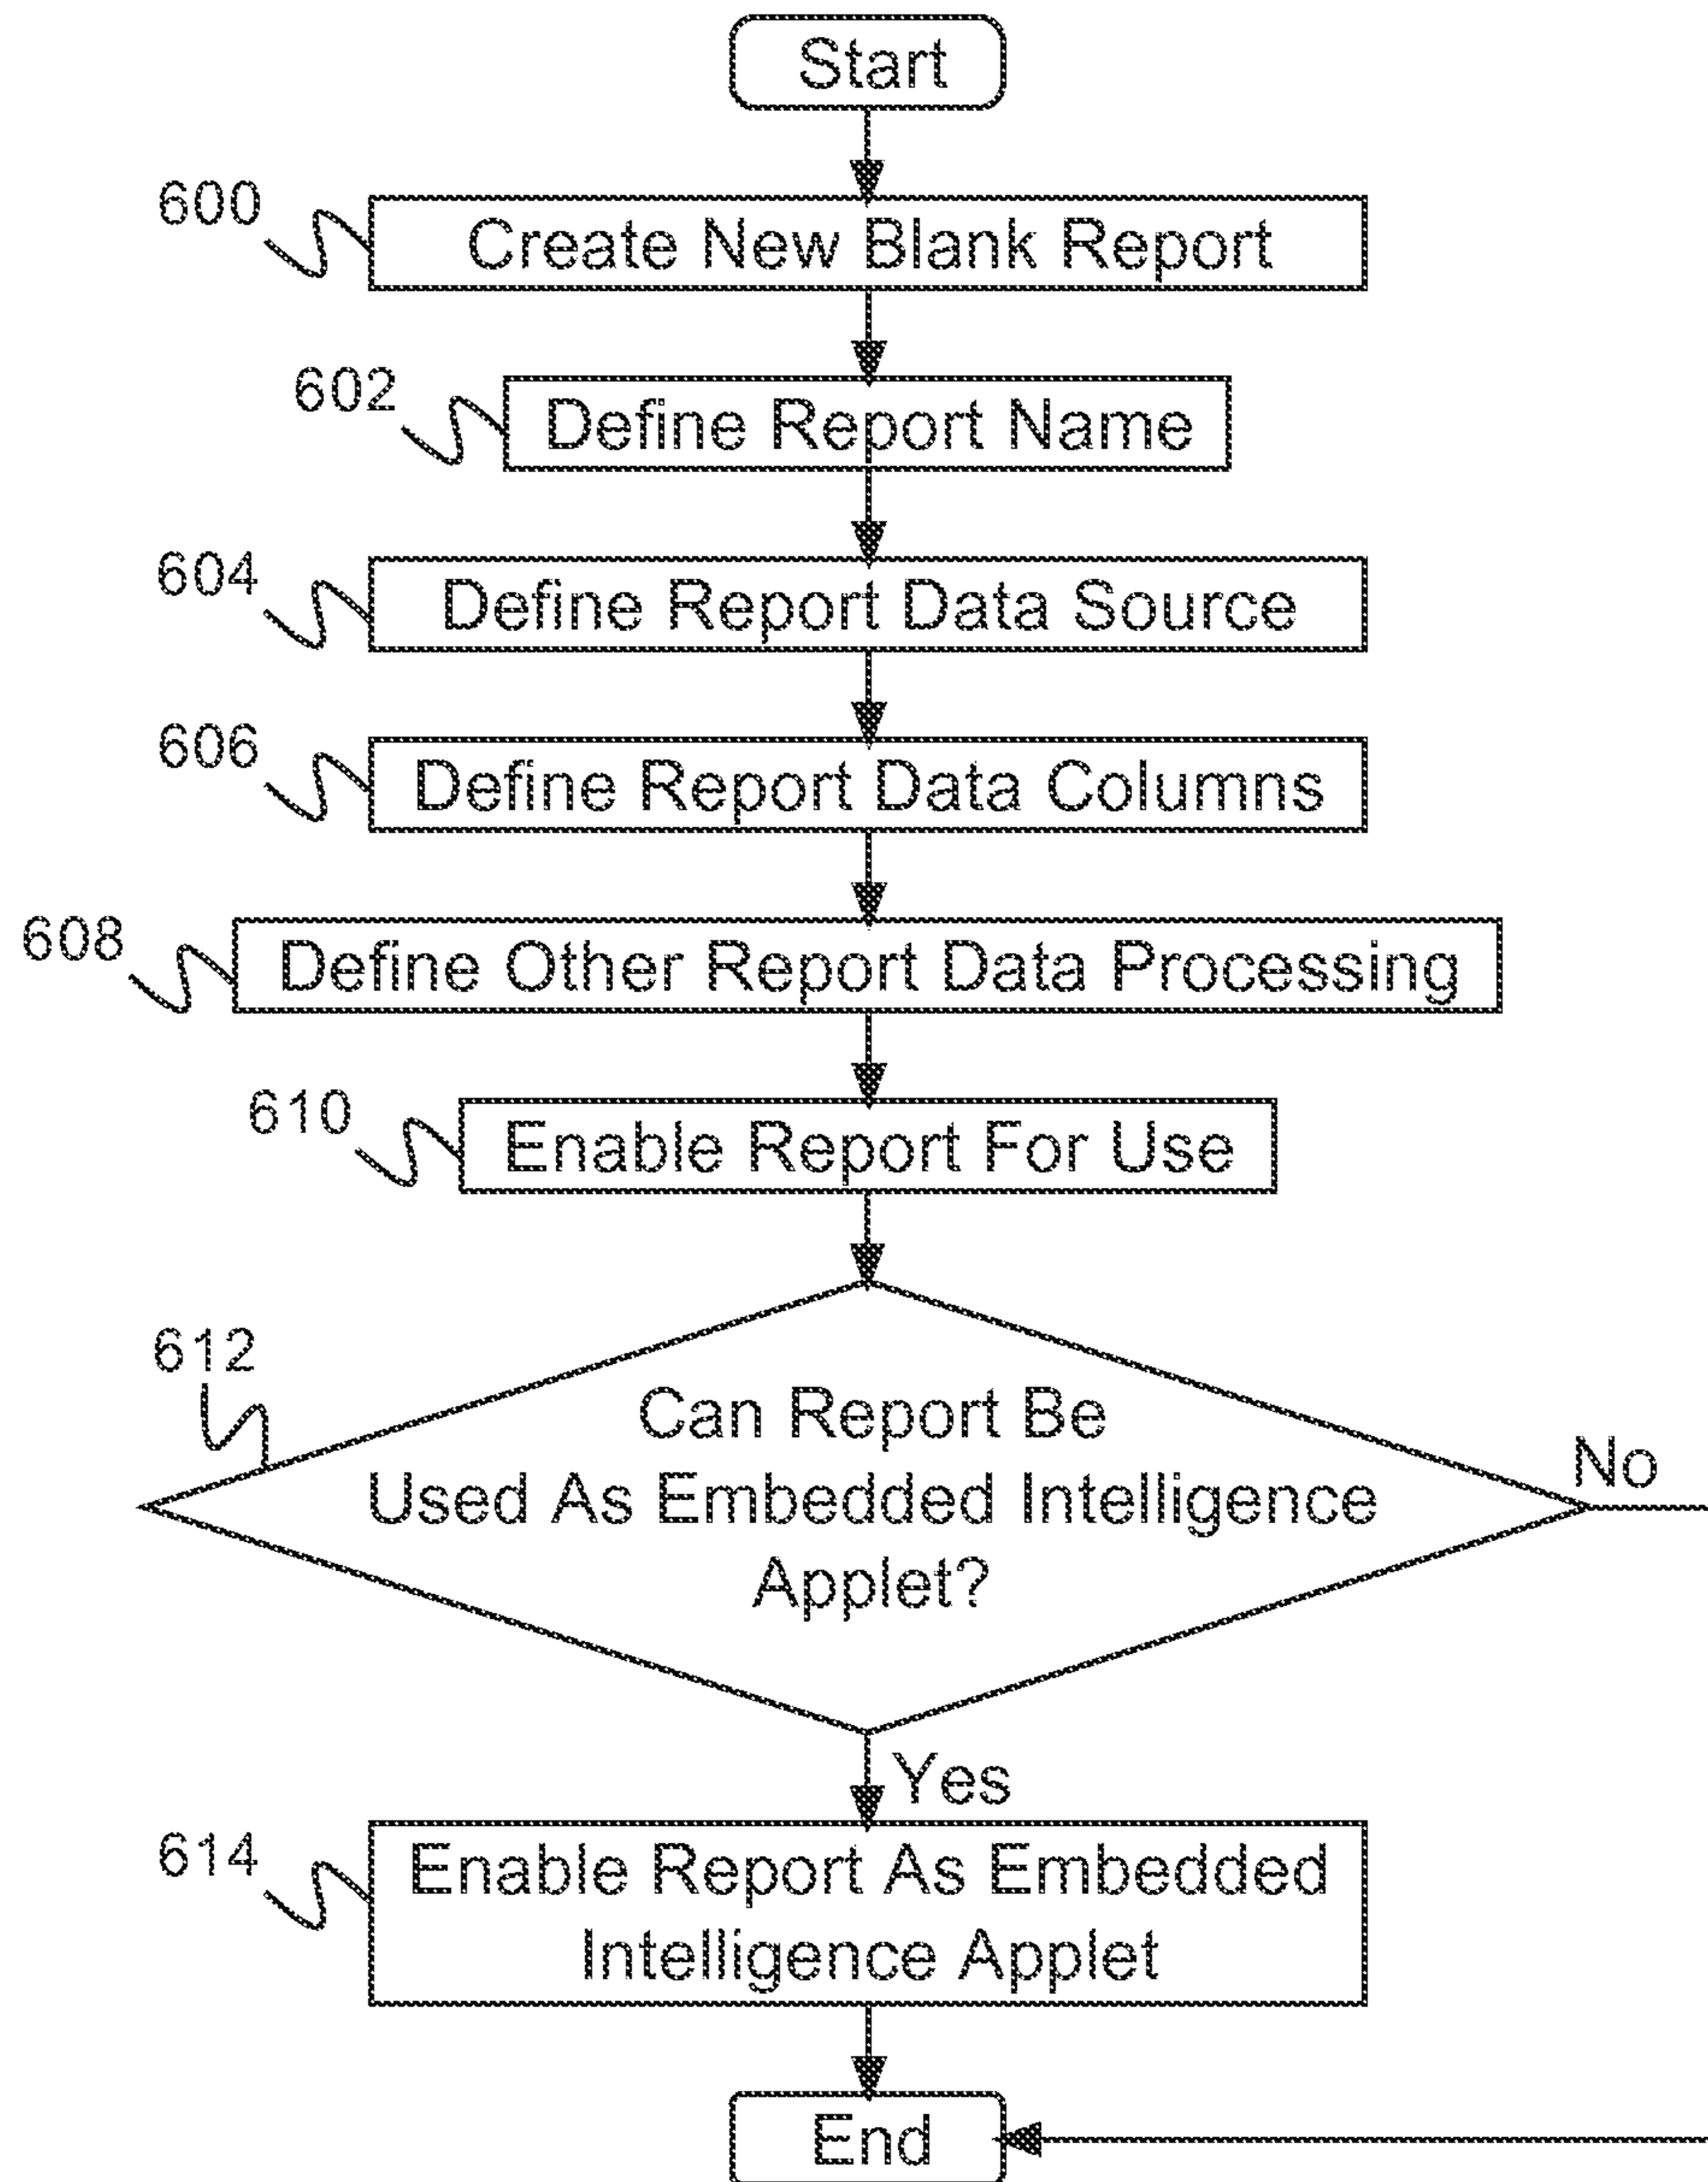 Start
600
Create New Blank Report
602
Define Report Name
604
Define Report Data Source
606
Define Report Data Columns
608
Define Other Report Data Processing
610
Enable Report For Use
612
Can Report Be
Used As Embedded Intelligence
Applet?
No
Yes
614
Enable Report As Embedded
Intelligence Applet
End